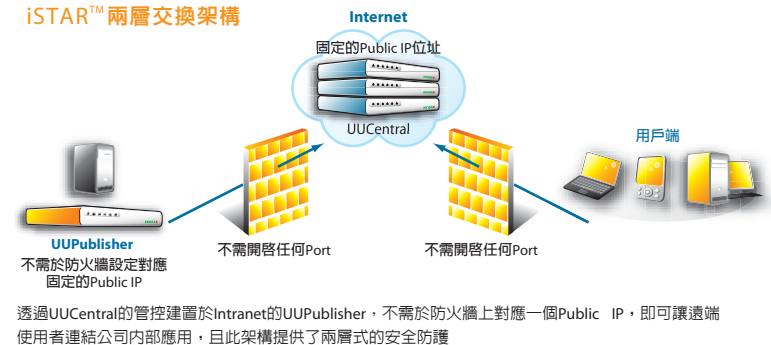 iSTAR™兩層交換架構
Internet
固定的Public IP位址
UUCentral
用戶端
UUPublisher
不需於防火牆設定對應
固定的Public IP
不需開啓任何Port
不需開啓任何Port
透過UUCentral的管控建置於Intranet的UUPublisher，不需於防火牆上對應一個Public IP，即可讓遠端
使用者連結公司內部應用，且此架構提供了兩層式的安全防護